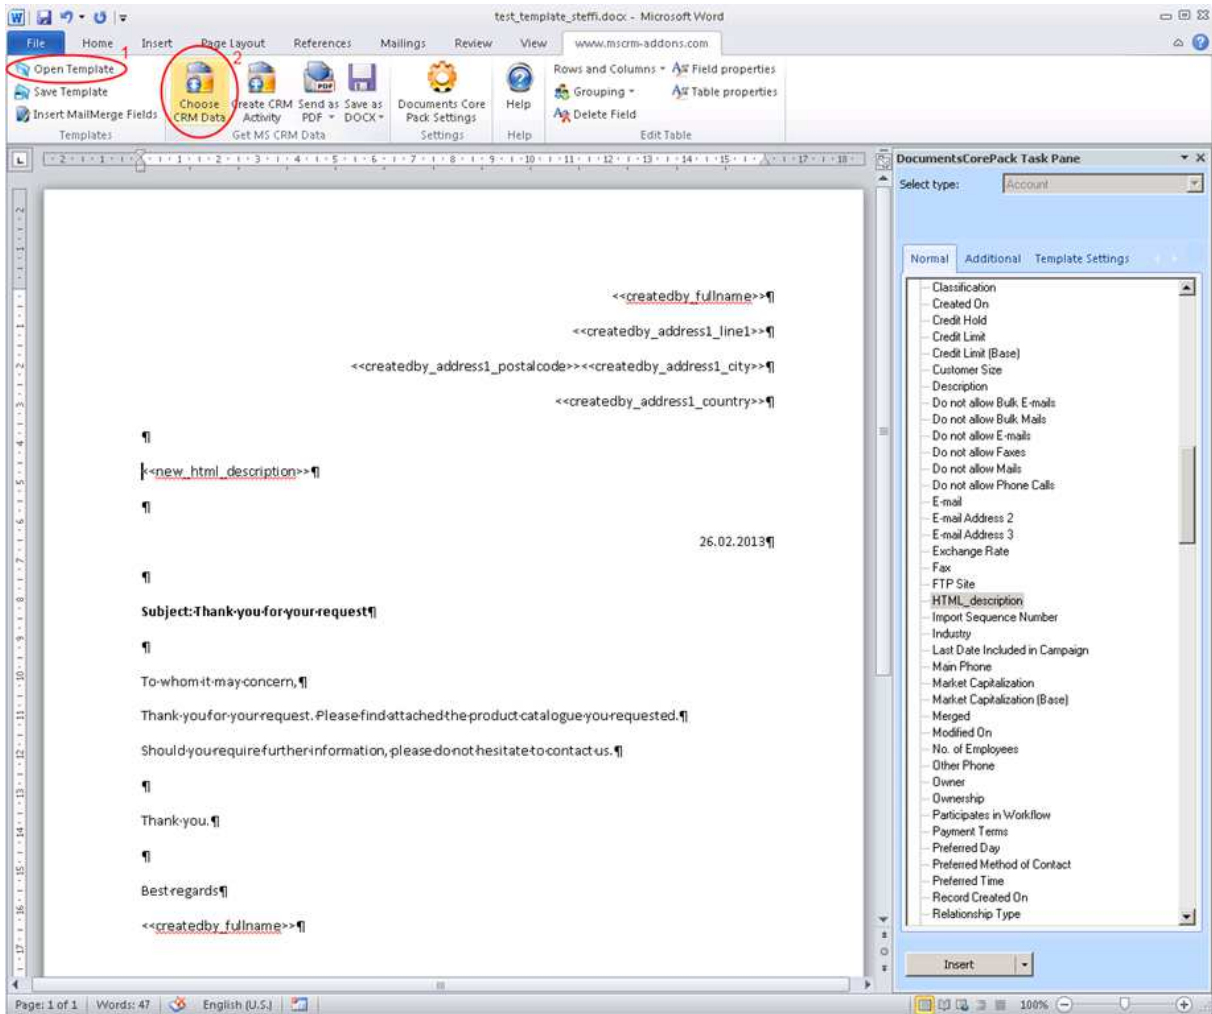 test_template_steffi.docx - Microsoft Word
File Home Insert Page Layout References Mailings Review View www.mscrm-addons.com
1
2
Open Template
Save Template
Insert MailMerge Fields
Templates
Choose CRM Data
Create CRM Activity
Send as PDF
Save as DOCX
Get MS CRM Data
Documents Core Pack Settings
Settings
Help
Help
Rows and Columns
Grouping
Delete Field
Field properties
Table properties
Edit Table
DocumentsCorePack Task Pane
Select type: Account
Normal Additional Template Settings
<<createdby_fullname>>¶
<<createdby_address1_line1>>¶
<<createdby_address1_postalcode>><<createdby_address1_city>>¶
<<createdby_address1_country>>¶
¶
<<new_html_description>>¶
¶
26.02.2013¶
¶
Subject:·Thank·you·for·your·request¶
¶
To·whom·it·may·concern,¶
Thank·you·for·your·request.·Please·find·attached·the·product·catalogue·you·requested.¶
Should·you·require·further·information,·please·do·not·hesitate·to·contact·us.¶
¶
Thank·you.¶
¶
Best·regards¶
<<createdby_fullname>>¶
Classification
Created On
Credit Hold
Credit Limit
Credit Limit (Base)
Customer Size
Description
Do not allow Bulk E-mails
Do not allow Bulk Mails
Do not allow E-mails
Do not allow Faxes
Do not allow Mails
Do not allow Phone Calls
E-mail
E-mail Address 2
E-mail Address 3
Exchange Rate
Fax
FTP Site
HTML_description
Import Sequence Number
Industry
Last Date Included in Campaign
Main Phone
Market Capitalization
Market Capitalization (Base)
Merged
Modified On
No. of Employees
Other Phone
Owner
Ownership
Participates in Workflow
Payment Terms
Preferred Day
Preferred Method of Contact
Preferred Time
Record Created On
Relationship Type
Insert
Page: 1 of 1 Words: 47 English (U.S.) 100%